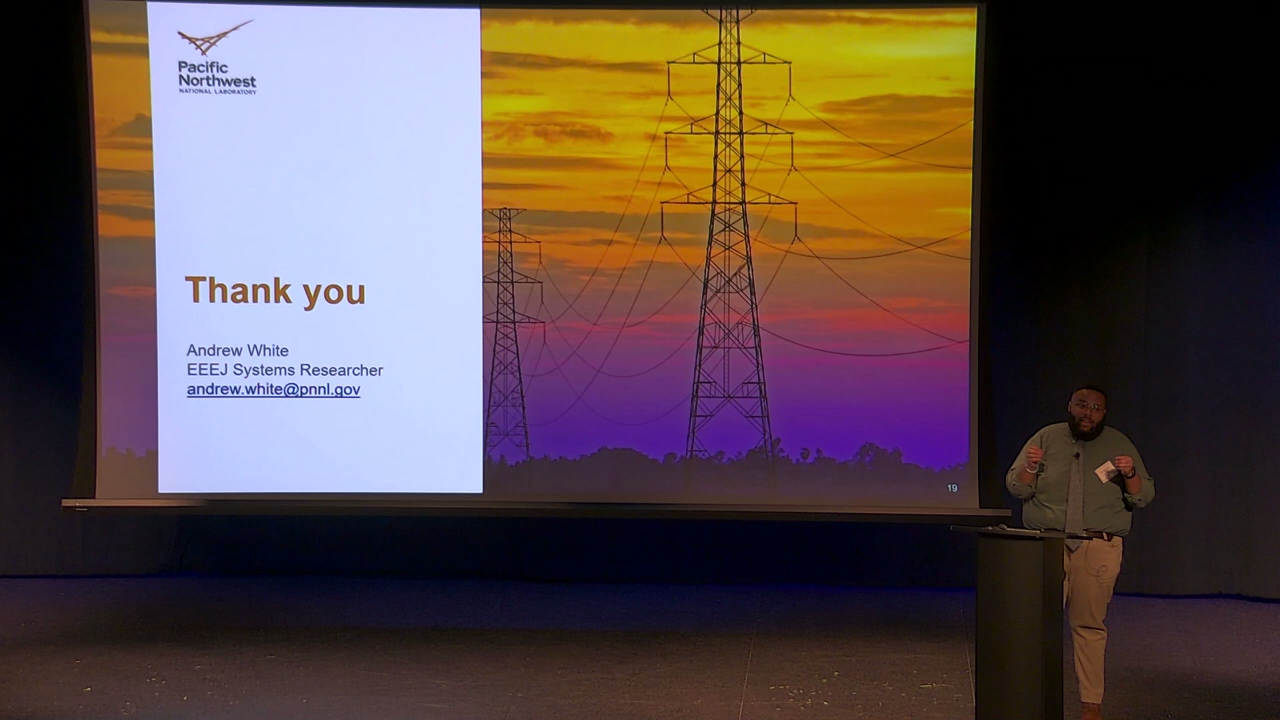 Pacific
Northwest
NATIONAL LABORATORY
Thank you
Andrew White
EEEJ Systems Researcher
andrew.white@pnnl.gov
19